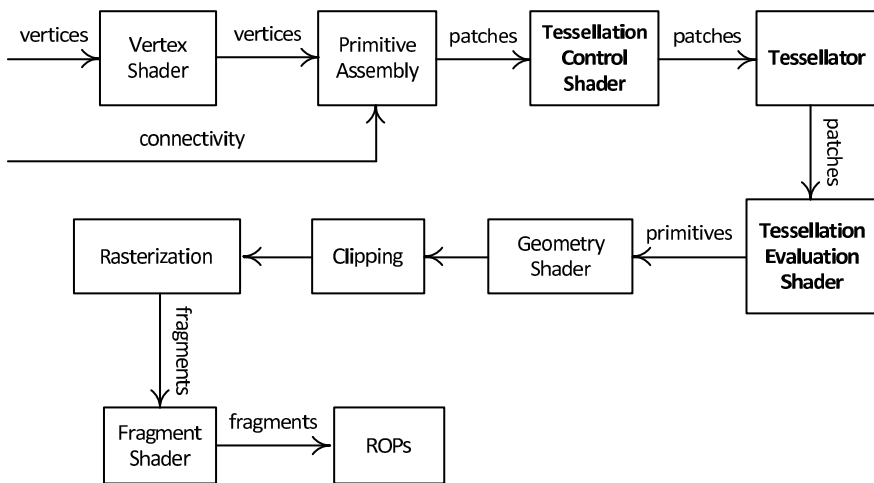 vertices
Vertex
Shader
vertices
Primitive
Assembly
patches
Tessellation
Control
Shader
patches
Tessellator
connectivity
patches
Tessellation
Evaluation
Shader
primitives
Geometry
Shader
Clipping
Rasterization
fragments
Fragment
Shader
fragments
ROPs